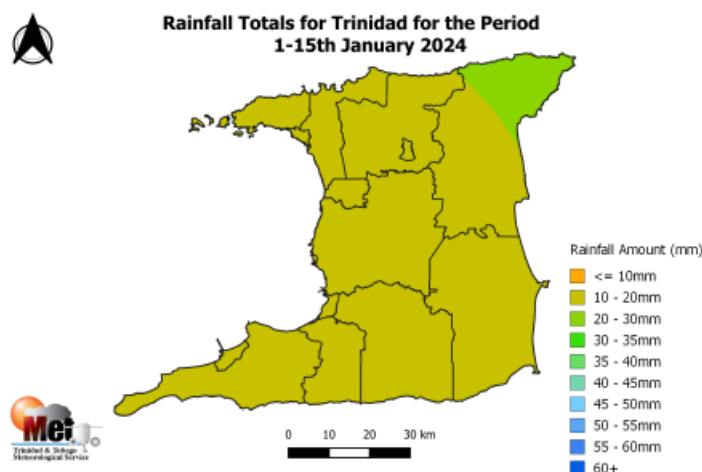 Rainfall Totals for Trinidad for the Period
1-15th January 2024
Rainfall Amount (mm)
<= 10mm
10 - 20mm
20 - 30mm
30 - 35mm
35 - 40mm
40 - 45mm
45 - 50mm
50 - 55mm
55 - 60mm
60+
Met
Trinidad & Tobago
Meteorological Service
0 10 20 30 km